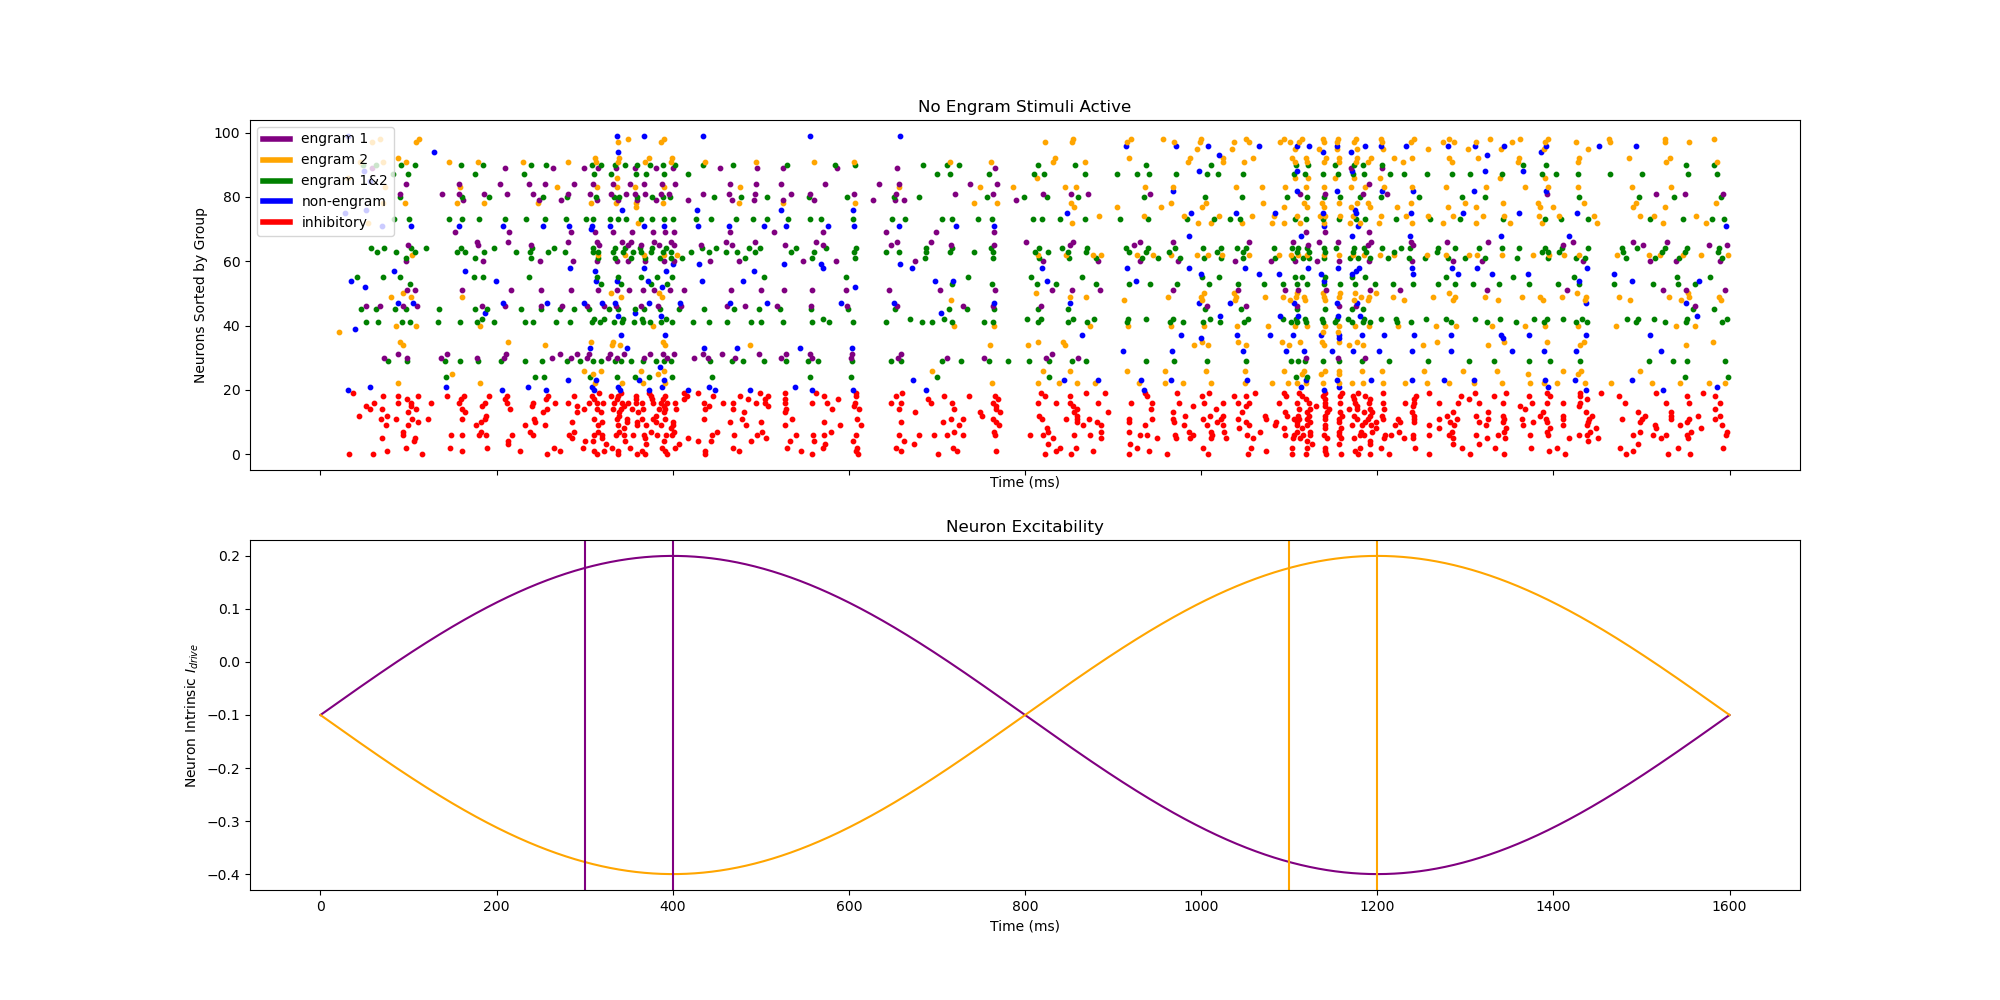 No Engram Stimuli Active
Neurons Sorted by Group
100
80
60
40
20
0
engram 1
engram 2
engram 1&2
non-engram
inhibitory
Time (ms)
Neuron Excitability
Neuron Intrinsic I_drive
0.2
0.1
0.0
−0.1
−0.2
−0.3
−0.4
0 200 400 600 800 1000 1200 1400 1600
Time (ms)